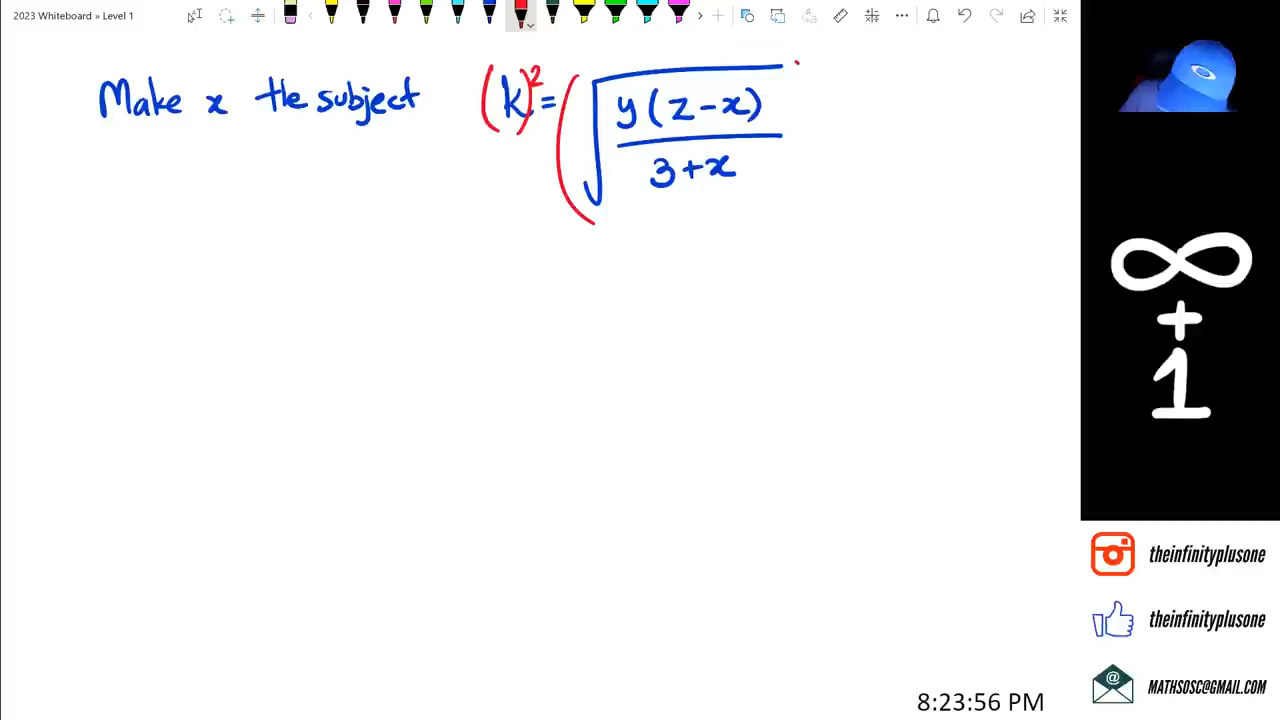 2023 Whiteboard » Level 1
Make x the subject (k)² = (√(y(z-x)/(3+x))
∞
+
1
theinfinityplusone
theinfinityplusone
@
MATHSOSC@GMAIL.COM
8:23:56 PM